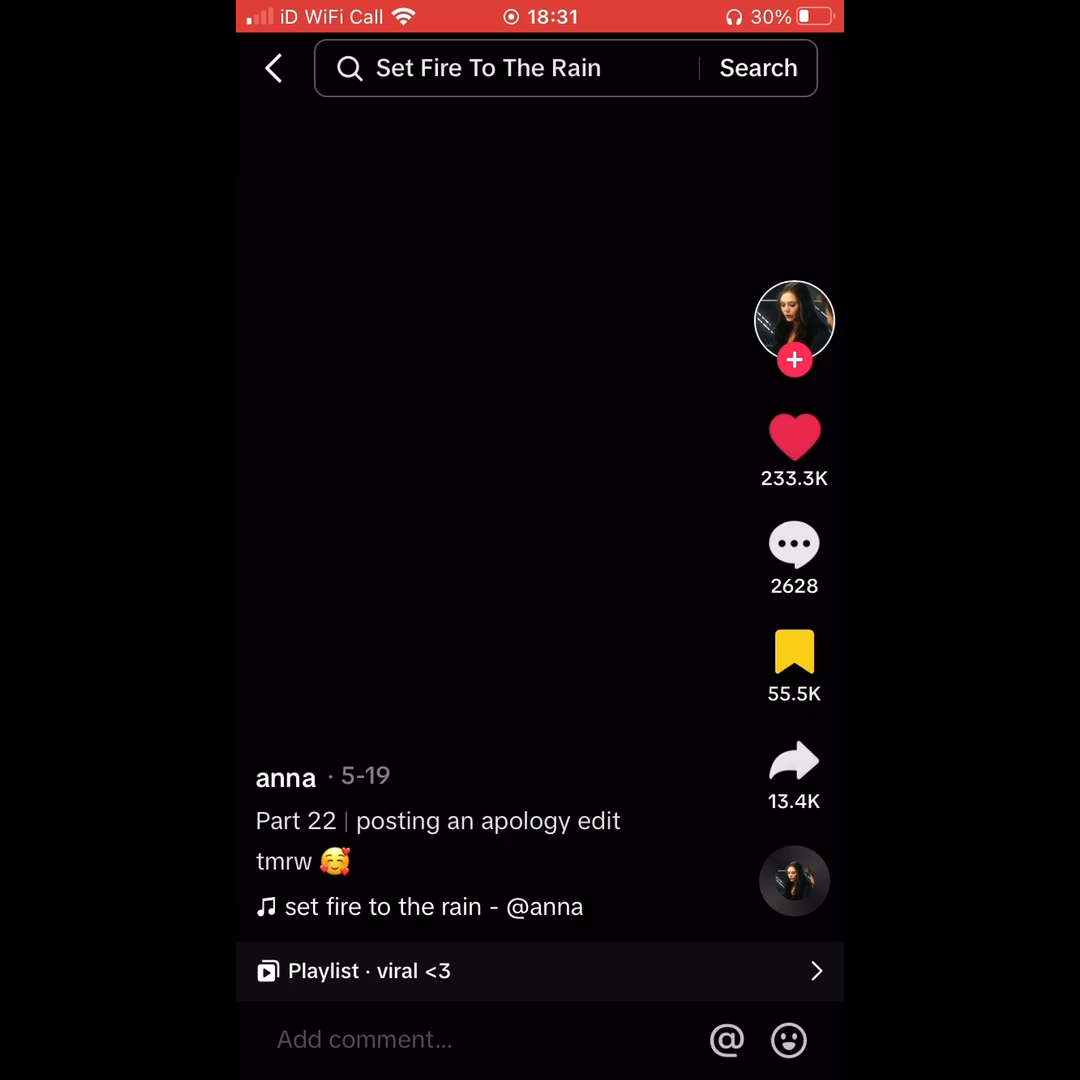 iD WiFi Call 18:31 30%
Set Fire To The Rain Search
233.3K
2628
55.5K
13.4K
anna · 5-19
Part 22 | posting an apology edit
tmrw 🥰
set fire to the rain - @anna
Playlist · viral <3
Add comment... @